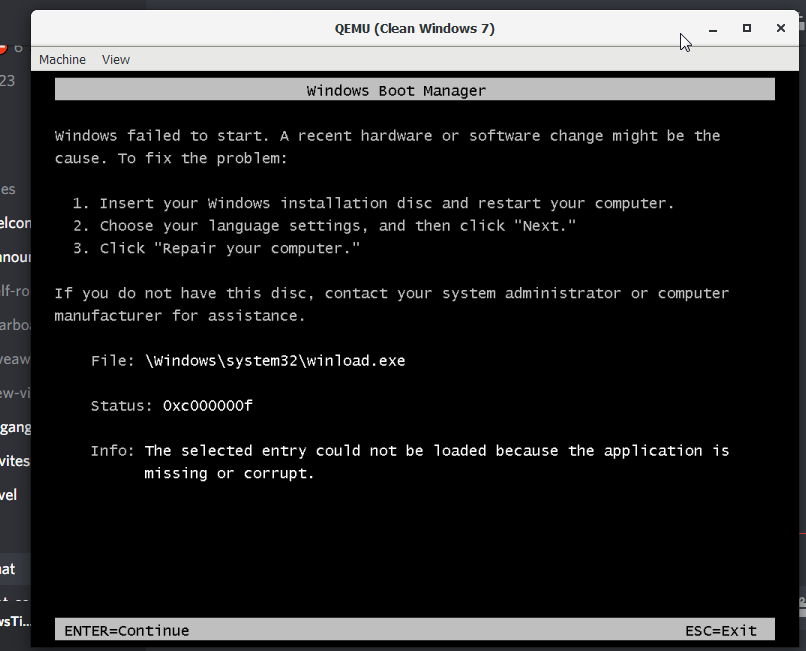 QEMU (Clean Windows 7)
6
Machine View
23
Windows Boot Manager
Windows failed to start. A recent hardware or software change might be the
cause. To fix the problem:
es
1. Insert your Windows installation disc and restart your computer.
elcon
2. Choose your language settings, and then click "Next."
3. Click "Repair your computer."
nnour
lf-ro
If you do not have this disc, contact your system administrator or computer
manufacturer for assistance.
arboa
veaw
File: \Windows\system32\winload.exe
ew-vi
Status: 0xc000000f
gang
Info: The selected entry could not be loaded because the application is
vites
missing or corrupt.
vel
hat
wsTi...
ENTER=Continue ESC=Exit